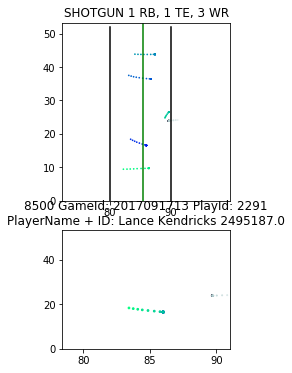 SHOTGUN 1 RB, 1 TE, 3 WR
50
40
30
20
10
0
80
90
8500 GameId: 2017091713 PlayId: 2291
PlayerName + ID: Lance Kendricks 2495187.0
40
20
0
80 85 90